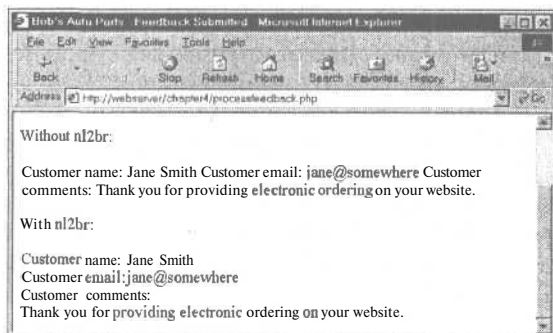 Bob's Auto Parts - Feedback Submitted - Microsoft Internet Explorer
File Edit View Favorites Tools Help
Back Forward Stop Refresh Home Search Favorites History Mail
Address http://webserver/chapter4/processfeedback.php Go
Without nl2br:
Customer name: Jane Smith Customer email: jane@somewhere Customer
comments: Thank you for providing electronic ordering on your website.
With nl2br:
Customer name: Jane Smith
Customer email:jane@somewhere
Customer comments:
Thank you for providing electronic ordering on your website.